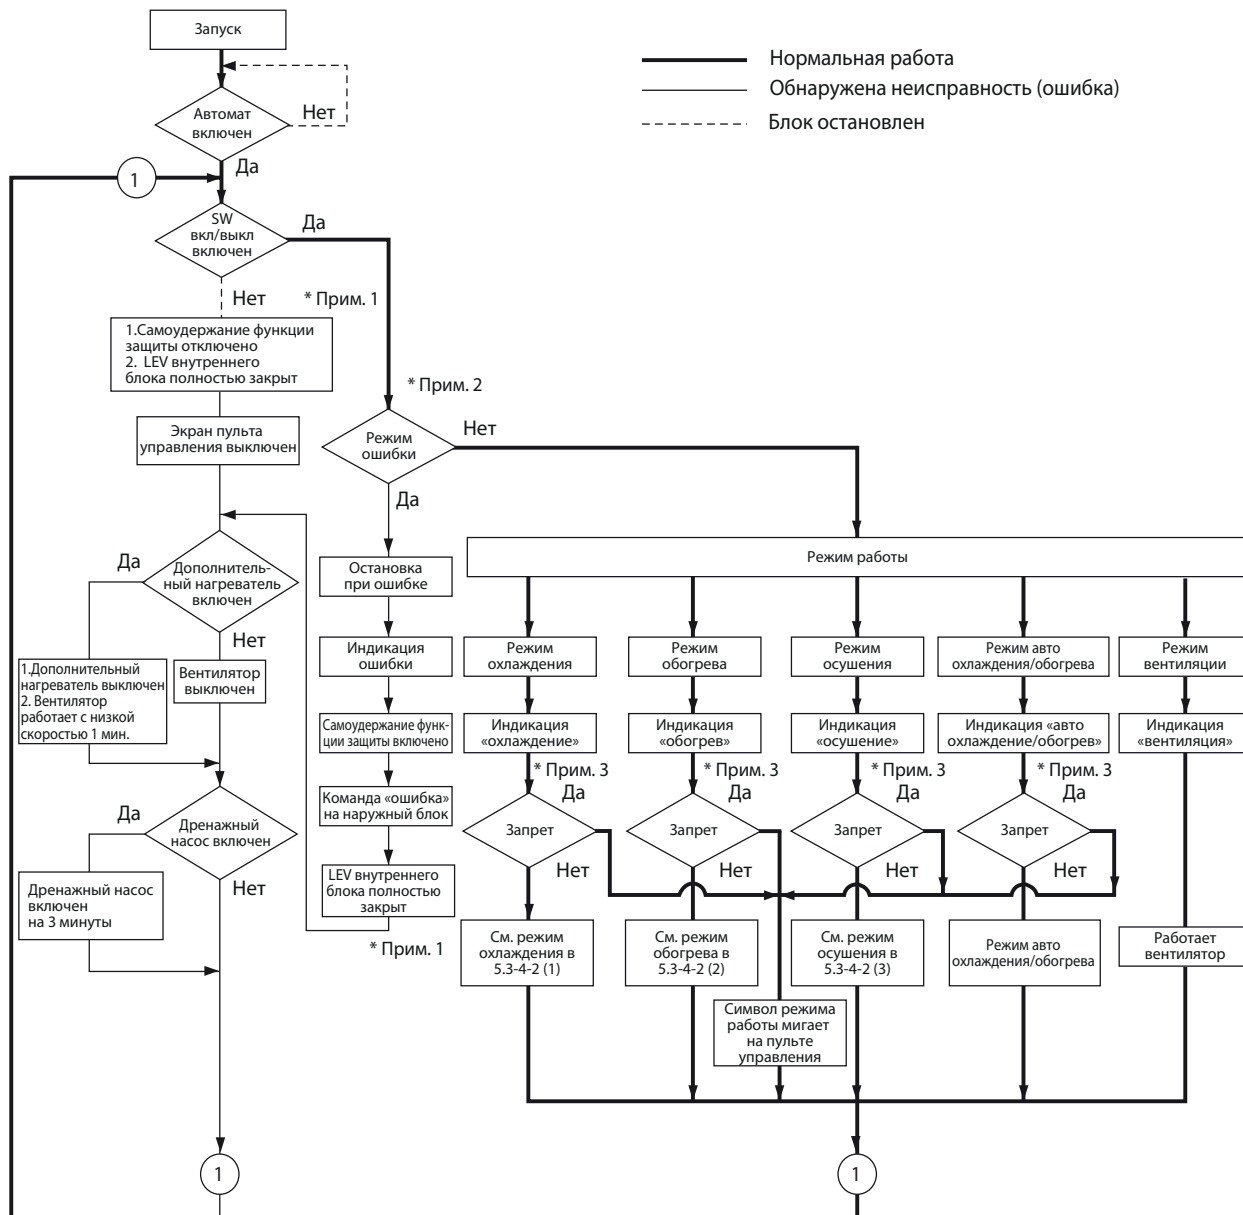 Запуск
Нормальная работа
Обнаружена неисправность (ошибка)
Блок остановлен
Автомат
включен
Нет
Да
1
SW
вкл/выкл
включен
Да
Нет
* Прим. 1
1.Самоудержание функции
защиты отключено
2. LEV внутреннего
блока полностью закрыт
Экран пульта
управления выключен
* Прим. 2
Режим
ошибки
Нет
Да
Дополнитель-
ный нагреватель
включен
Да
Нет
1.Дополнительный
нагреватель выключен
2. Вентилятор
работает с низкой
скоростью 1 мин.
Вентилятор
выключен
Дренажный
насос включен
Да
Нет
Дренажный насос
включен
на 3 минуты
1
Остановка
при ошибке
Индикация
ошибки
Самоудержание функ-
ции защиты включено
Команда «ошибка»
на наружный блок
LEV внутреннего
блока полностью
закрыт
* Прим. 1
Режим работы
Режим
охлаждения
Режим
обогрева
Режим
осушения
Режим авто
охлаждения/обогрева
Режим
вентиляции
Индикация
«охлаждение»
Индикация
«обогрев»
Индикация
«осушение»
Индикация «авто
охлаждение/обогрев»
Индикация
«вентиляция»
* Прим. 3
Да
* Прим. 3
Да
* Прим. 3
Да
* Прим. 3
Да
Запрет
Запрет
Запрет
Запрет
Нет
Нет
Нет
Нет
См. режим
охлаждения в
5.3-4-2 (1)
См. режим
обогрева в
5.3-4-2 (2)
См. режим
осушения в
5.3-4-2 (3)
Режим авто
охлаждения/обогрева
Работает
вентилятор
Символ режима
работы мигает
на пульте
управления
1